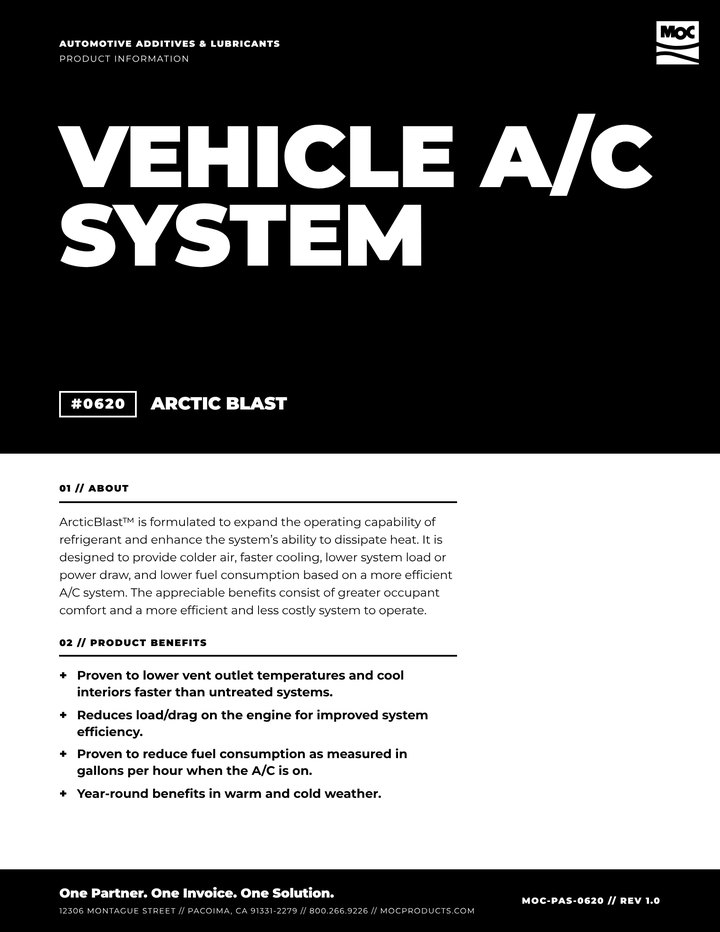 AUTOMOTIVE ADDITIVES & LUBRICANTS
PRODUCT INFORMATION
MOC
VEHICLE A/C
SYSTEM
#0620 ARCTIC BLAST
01 // ABOUT
ArcticBlast™ is formulated to expand the operating capability of
refrigerant and enhance the system’s ability to dissipate heat. It is
designed to provide colder air, faster cooling, lower system load or
power draw, and lower fuel consumption based on a more efficient
A/C system. The appreciable benefits consist of greater occupant
comfort and a more efficient and less costly system to operate.
02 // PRODUCT BENEFITS
+ Proven to lower vent outlet temperatures and cool
interiors faster than untreated systems.
+ Reduces load/drag on the engine for improved system
efficiency.
+ Proven to reduce fuel consumption as measured in
gallons per hour when the A/C is on.
+ Year-round benefits in warm and cold weather.
One Partner. One Invoice. One Solution.
12306 MONTAGUE STREET // PACOIMA, CA 91331-2279 // 800.266.9226 // MOCPRODUCTS.COM
MOC-PAS-0620 // REV 1.0